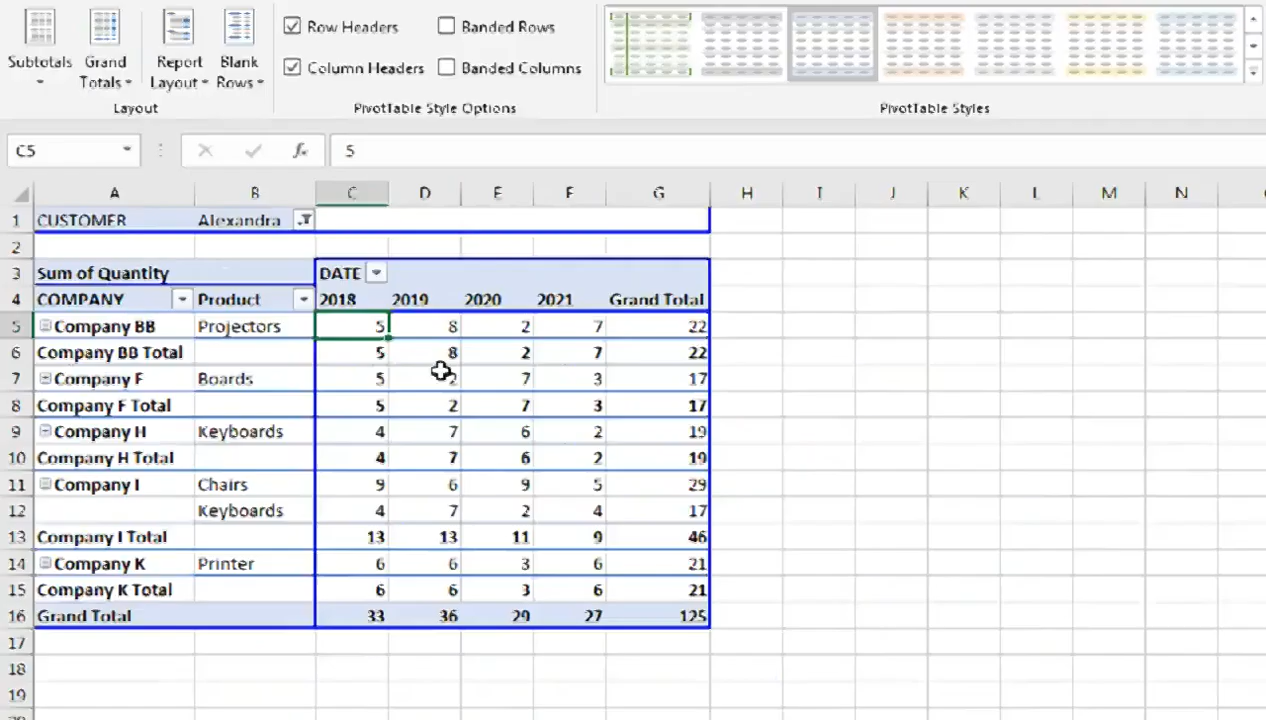 Subtotals
Grand Totals
Report Layout
Blank Rows
Row Headers
Banded Rows
Column Headers
Banded Columns
Layout
PivotTable Style Options
PivotTable Styles
C5
fx
5
A B C D E F G H I J K L M N
1 CUSTOMER Alexandra
2
3 Sum of Quantity DATE
4 COMPANY Product 2018 2019 2020 2021 Grand Total
5 Company BB Projectors 5 8 2 7 22
6 Company BB Total 5 8 2 7 22
7 Company F Boards 5 2 7 3 17
8 Company F Total 5 2 7 3 17
9 Company H Keyboards 4 7 6 2 19
10 Company H Total 4 7 6 2 19
11 Company I Chairs 9 6 9 5 29
12 Keyboards 4 7 2 4 17
13 Company I Total 13 13 11 9 46
14 Company K Printer 6 6 3 6 21
15 Company K Total 6 6 3 6 21
16 Grand Total 33 36 29 27 125
17
18
19